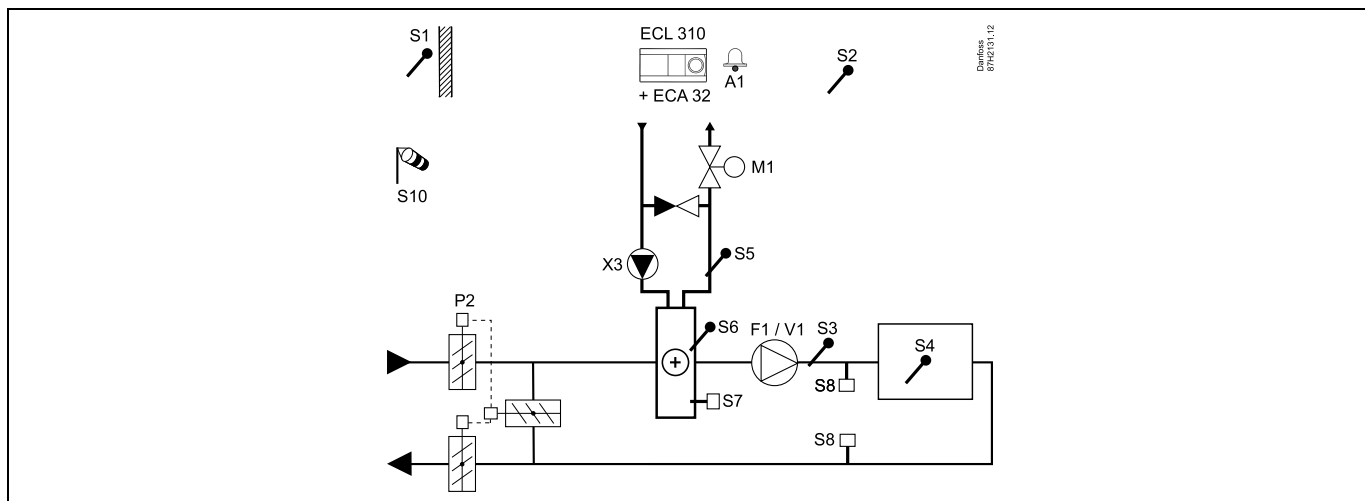 S1
ECL 310
A1
+ ECA 32
S2
Danfoss
87H2131.12
S10
M1
X3
S5
P2
S6
F1 / V1
S3
S4
S8
S7
S8